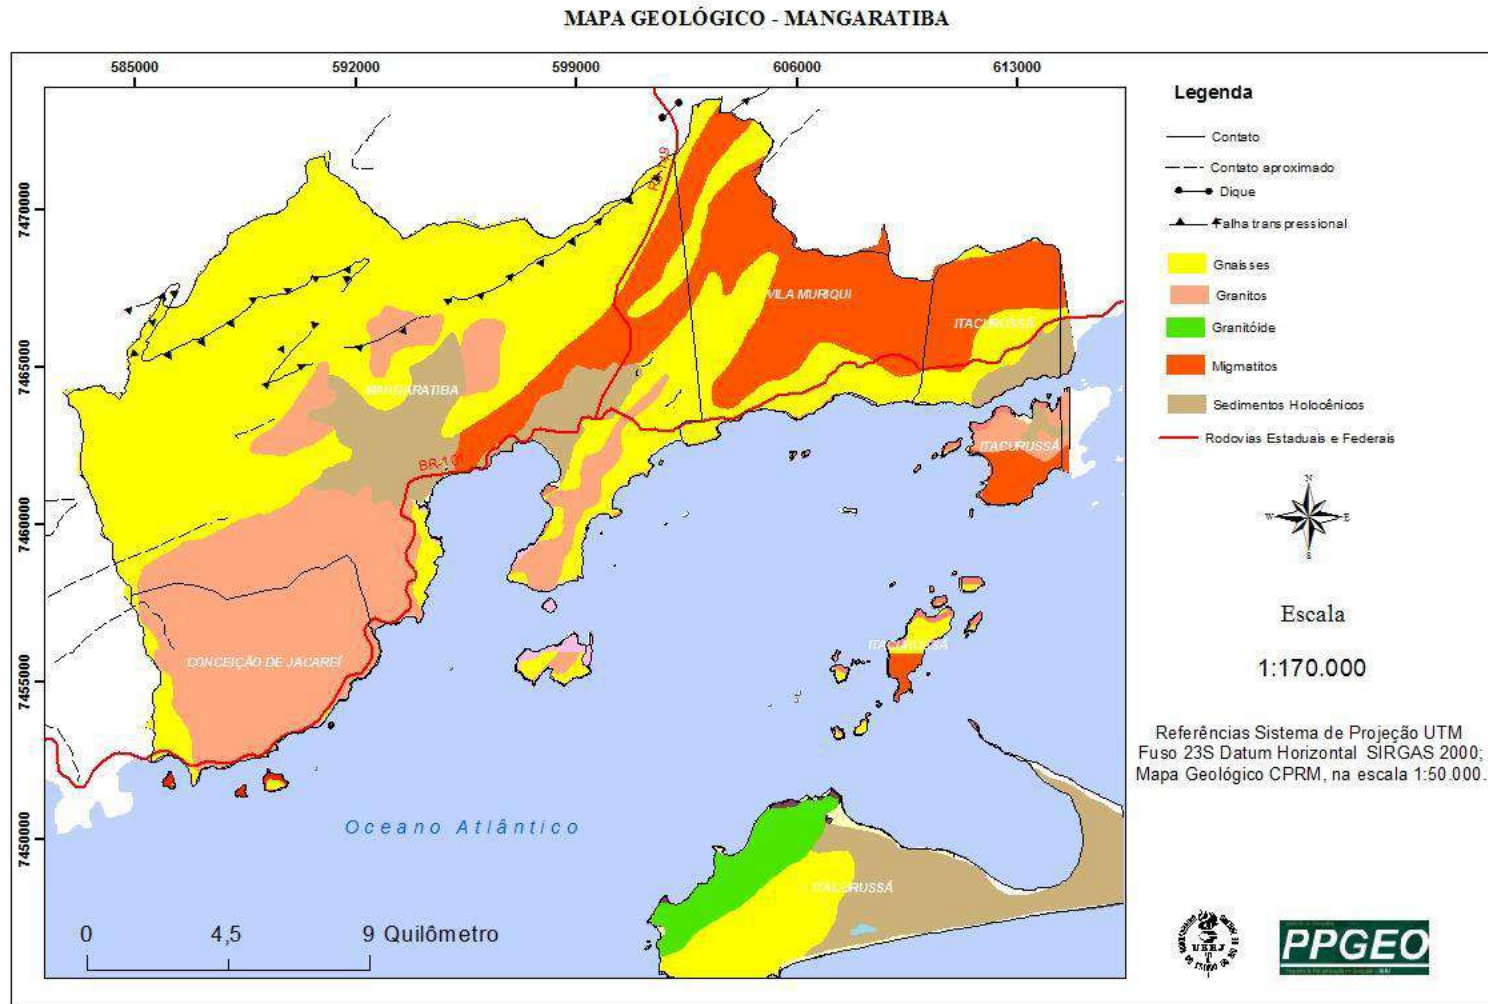 MAPA GEOLÓGICO - MANGARATIBA
585000
592000
599000
606000
613000
7470000
7465000
7460000
7455000
7450000
BR-101
MANGARATIBA
VILA MURIQUI
ITACURUSSÁ
ITACURUSSÁ
CONCEIÇÃO DE JACAREÍ
ITACURUSSÁ
ITACURUSSÁ
Oceano Atlântico
0 4,5 9 Quilômetro
Legenda
Contato
Contato aproximado
Dique
Falha transpressional
Gnaisses
Granitos
Granitóide
Migmatitos
Sedimentos Holocênicos
Rodovias Estaduais e Federais
N
W E
S
Escala
1:170.000
Referências Sistema de Projeção UTM
Fuso 23S Datum Horizontal SIRGAS 2000;
Mapa Geológico CPRM, na escala 1:50.000.
UERJ
PPGEO